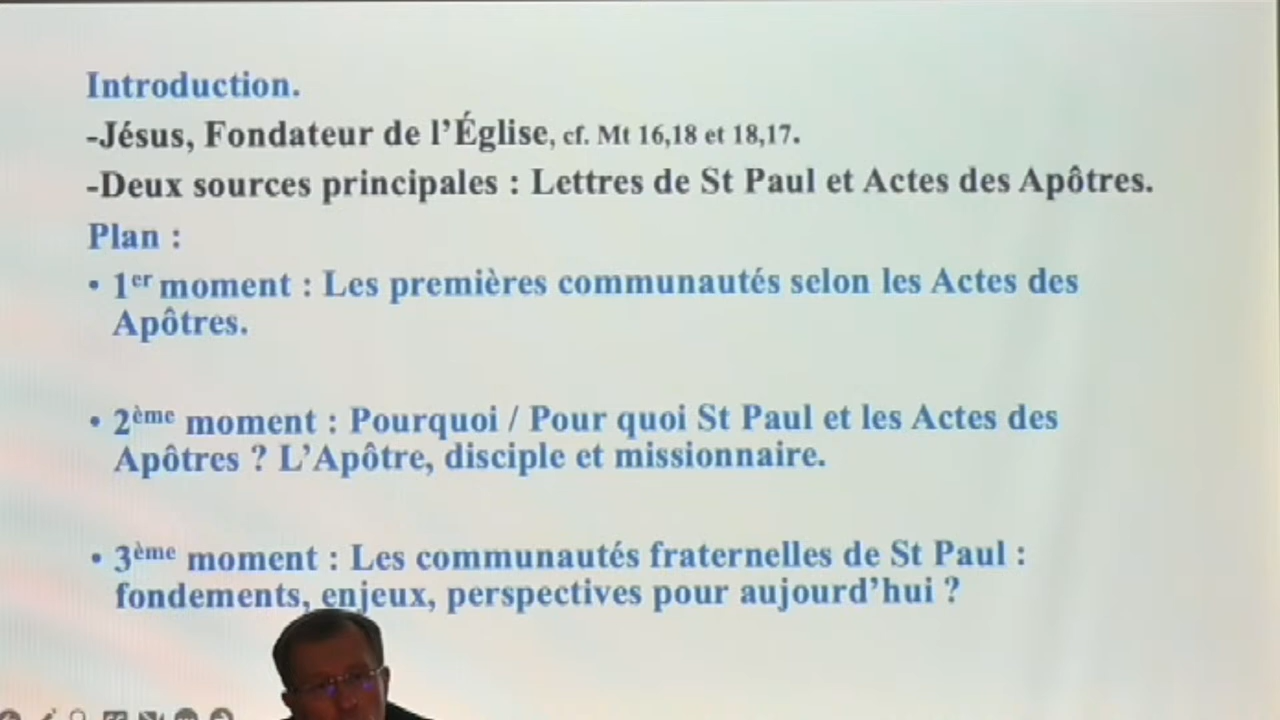 Introduction.
-Jésus, Fondateur de l’Église, cf. Mt 16,18 et 18,17.
-Deux sources principales : Lettres de St Paul et Actes des Apôtres.
Plan :
• 1er moment : Les premières communautés selon les Actes des
Apôtres.
• 2ème moment : Pourquoi / Pour quoi St Paul et les Actes des
Apôtres ? L’Apôtre, disciple et missionnaire.
• 3ème moment : Les communautés fraternelles de St Paul :
fondements, enjeux, perspectives pour aujourd’hui ?